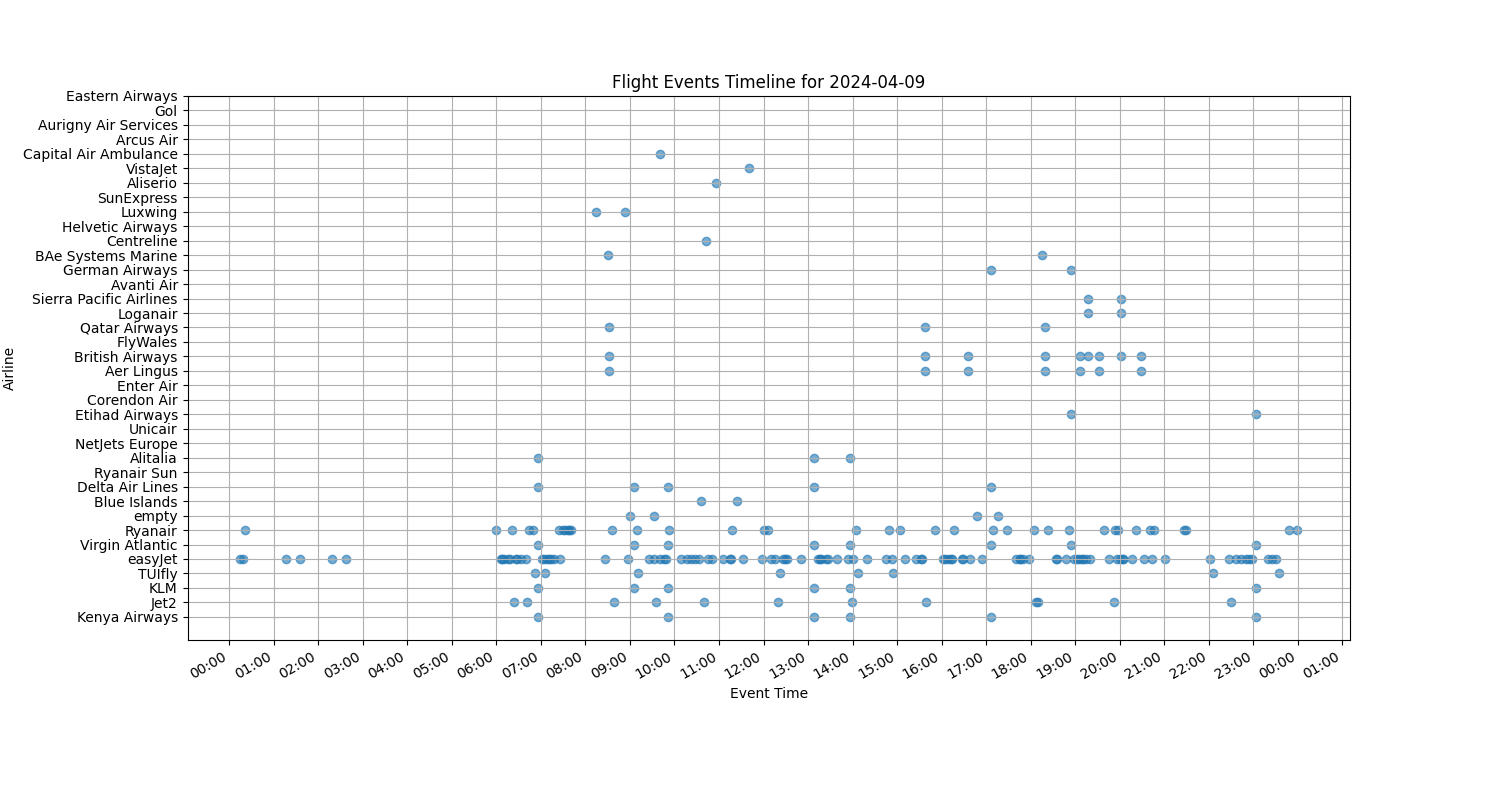 Flight Events Timeline for 2024-04-09
Eastern Airways
Gol
Aurigny Air Services
Arcus Air
Capital Air Ambulance
VistaJet
Aliserio
SunExpress
Luxwing
Helvetic Airways
Centreline
BAe Systems Marine
German Airways
Avanti Air
Sierra Pacific Airlines
Loganair
Qatar Airways
FlyWales
British Airways
Aer Lingus
Enter Air
Corendon Air
Etihad Airways
Unicair
NetJets Europe
Alitalia
Ryanair Sun
Delta Air Lines
Blue Islands
empty
Ryanair
Virgin Atlantic
easyJet
TUIfly
KLM
Jet2
Kenya Airways
Airline
00:00 01:00 02:00 03:00 04:00 05:00 06:00 07:00 08:00 09:00 10:00 11:00 12:00 13:00 14:00 15:00 16:00 17:00 18:00 19:00 20:00 21:00 22:00 23:00 00:00 01:00
Event Time